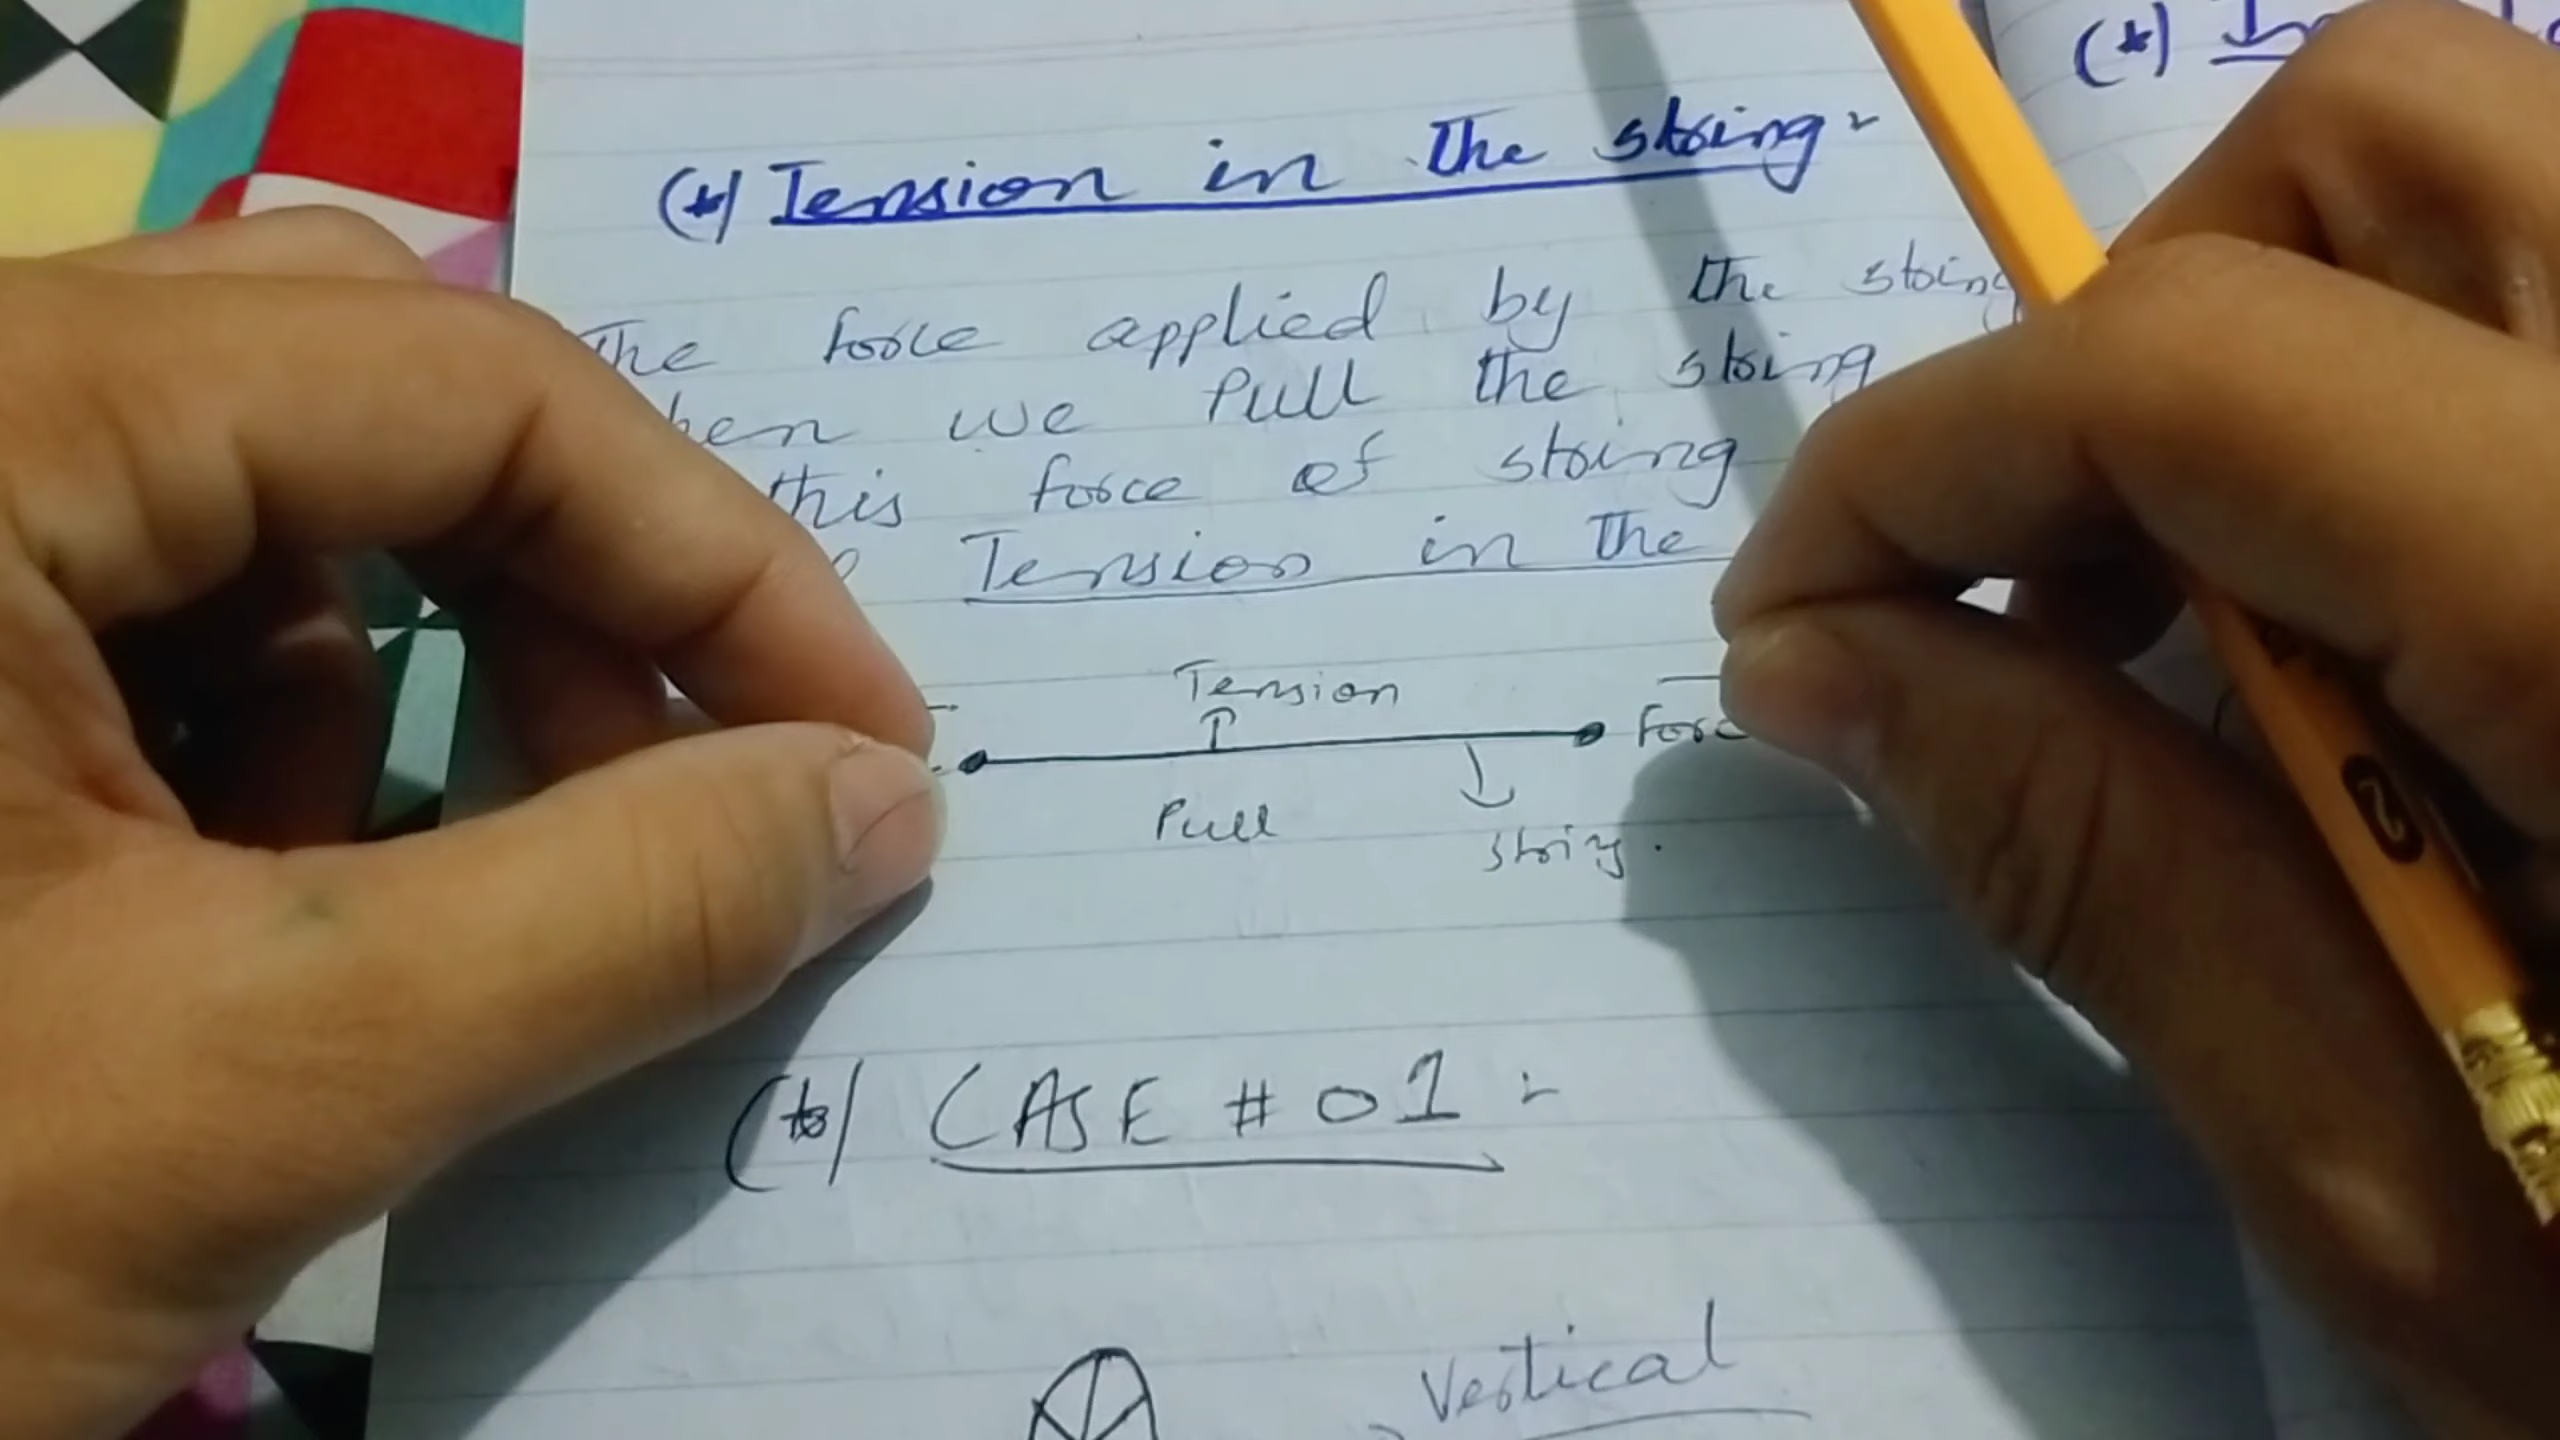 (*) Tension in the string:-
The force applied by the string
when we Pull the string
this force of string
Tension in the
Tension
Force
Pull
string.
(*) CASE # 01 :-
Vertical